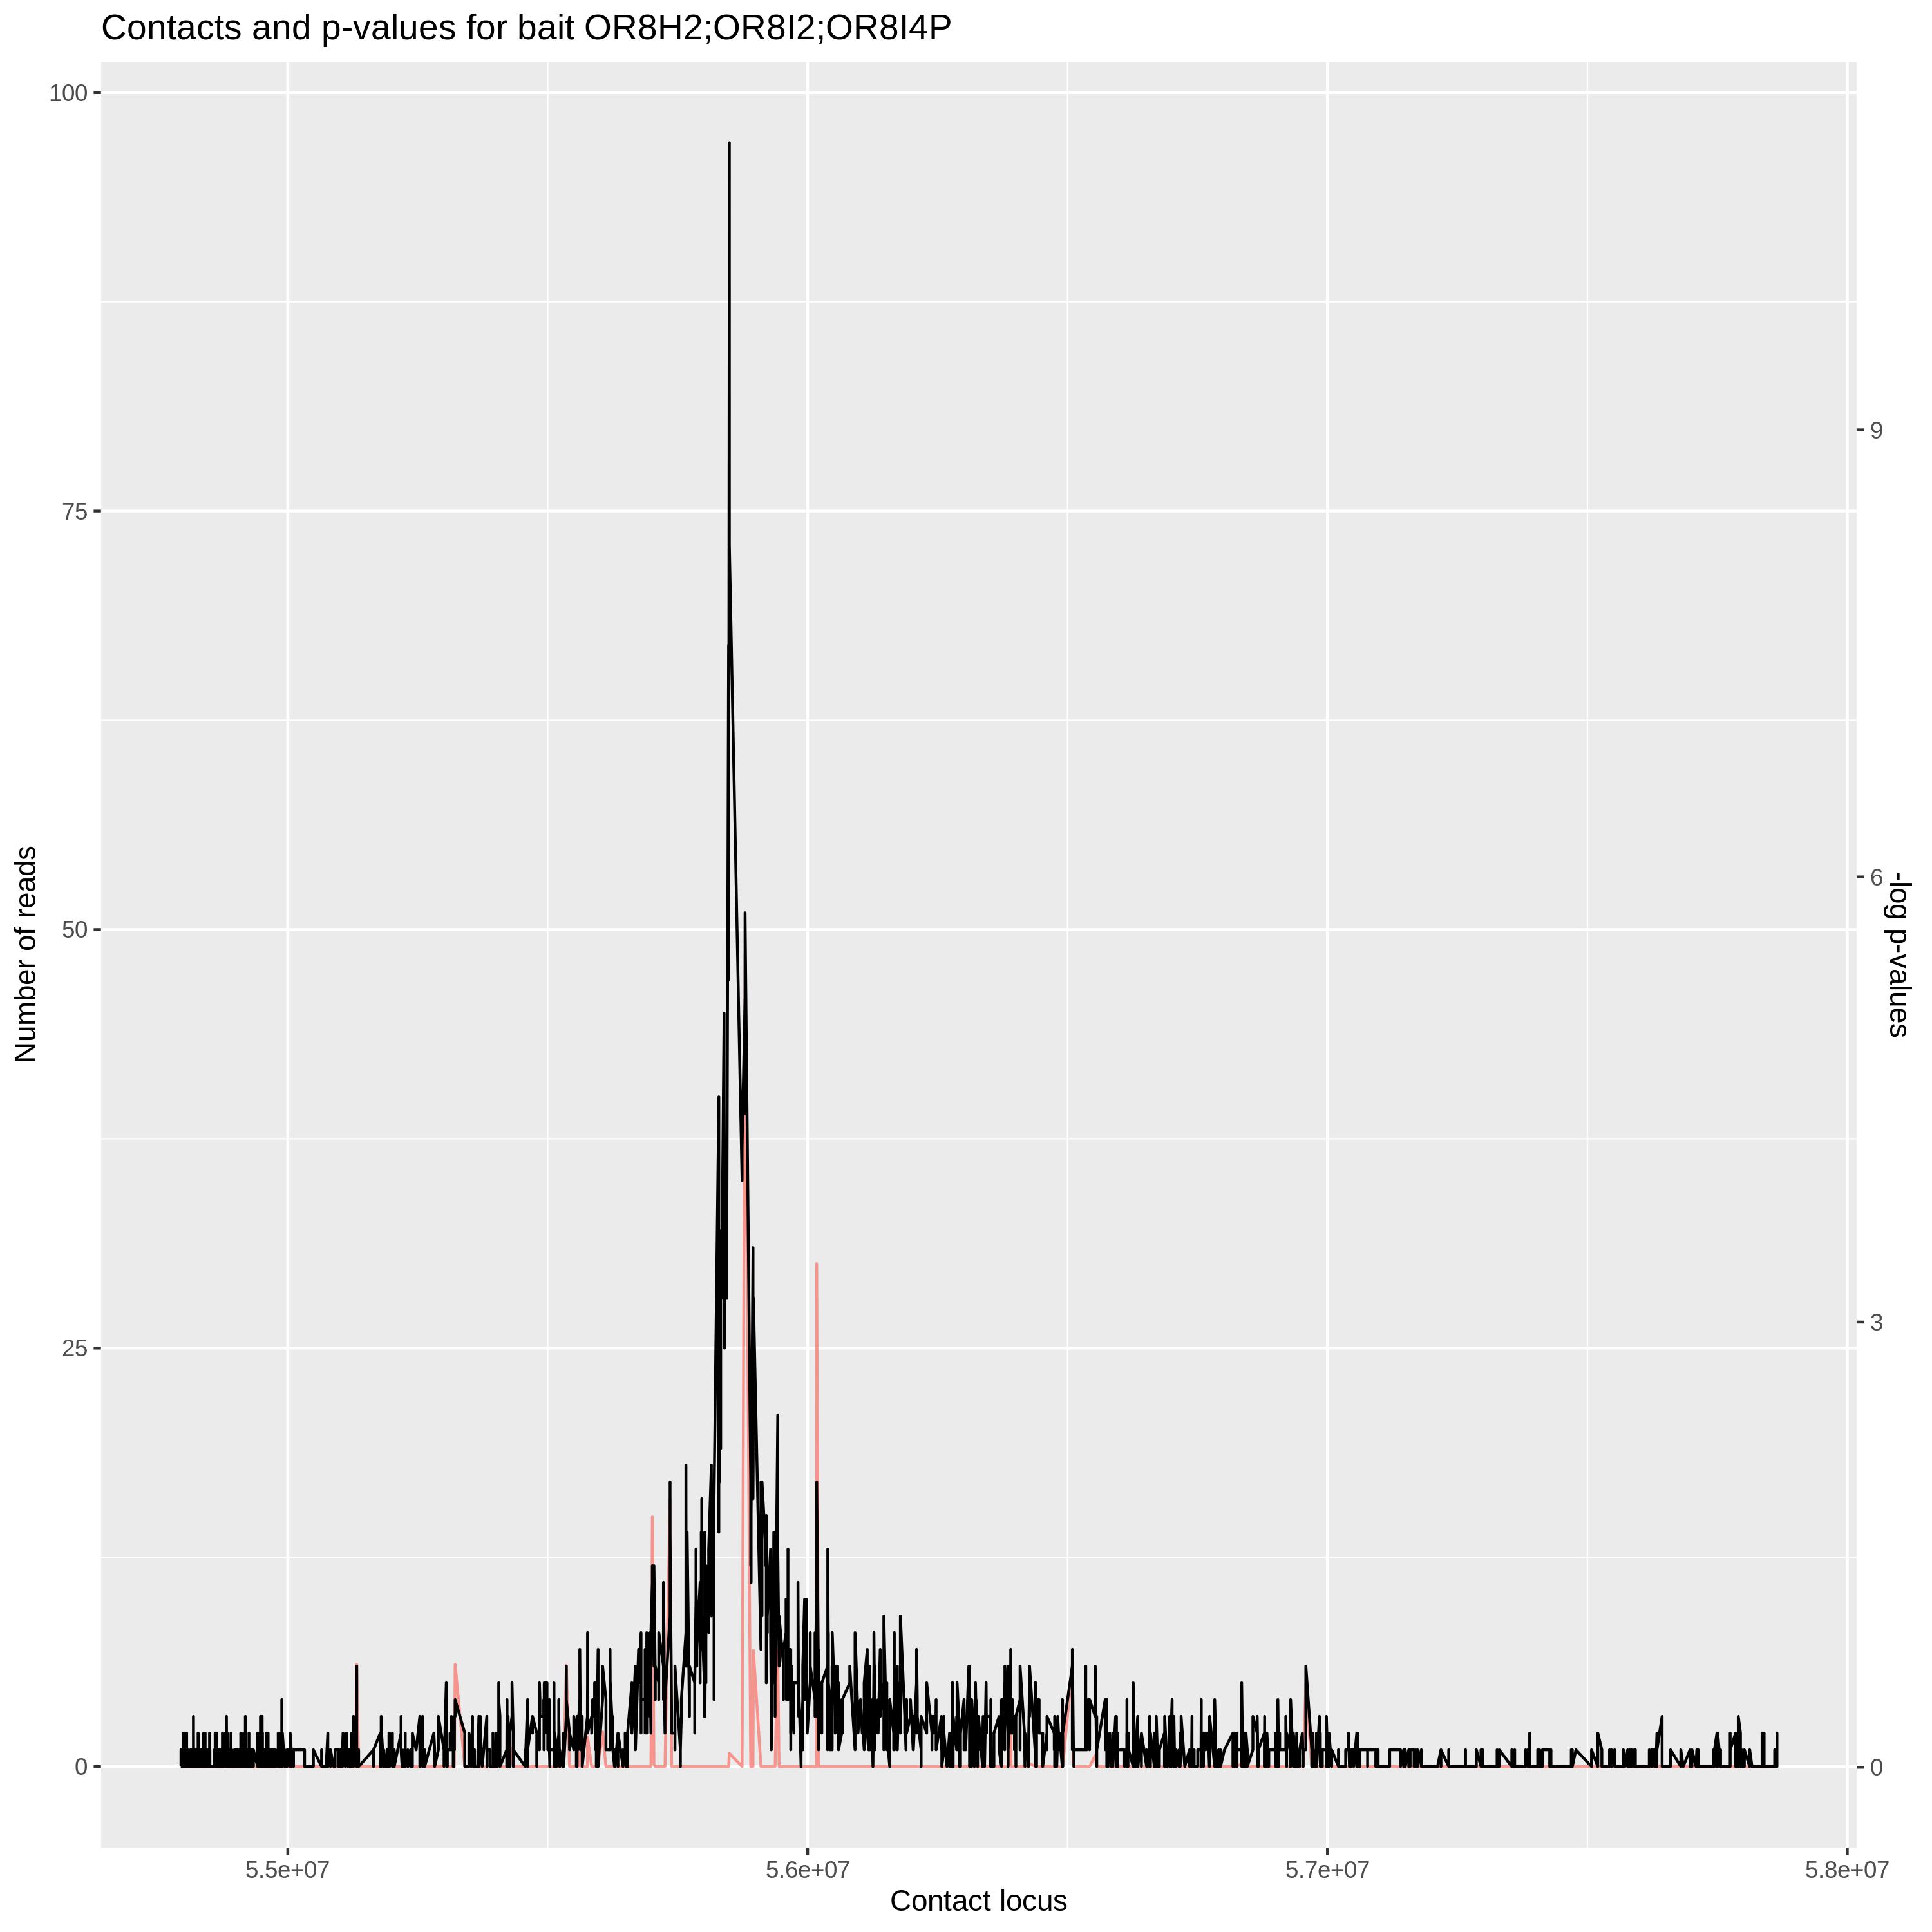 Contacts and p-values for bait OR8H2;OR8I2;OR8I4P
100
75
50
25
0
Number of reads
9
6
3
0
-log p-values
5.5e+07
5.6e+07
5.7e+07
5.8e+07
Contact locus